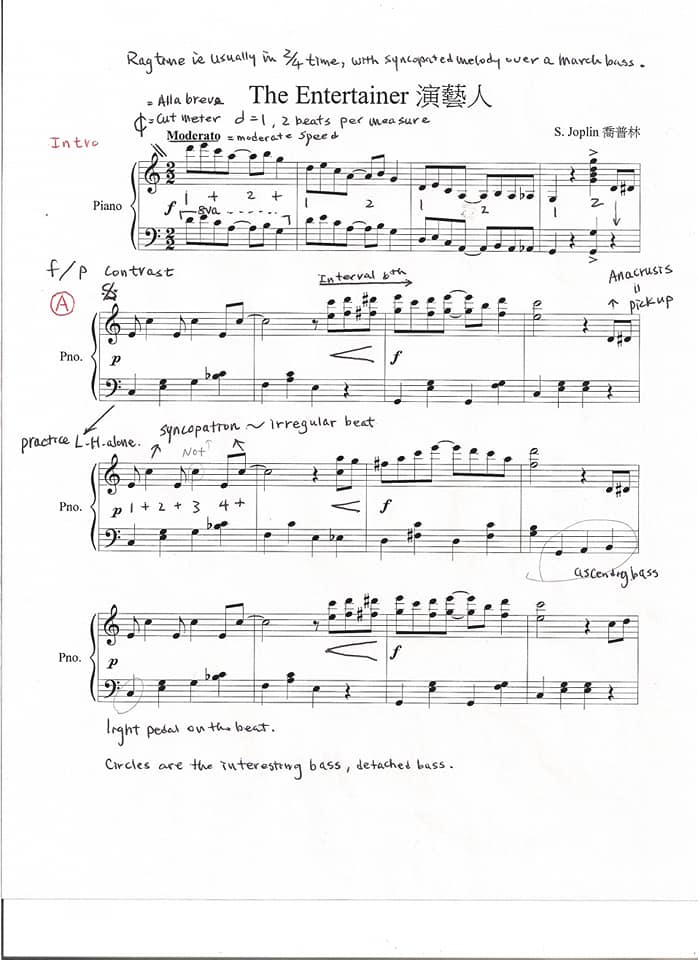 Ragtime is usually in 2/4 time, with syncopated melody over a march bass.
= Alla breve
The Entertainer 演藝人
¢ = Cut meter d = 1, 2 beats per measure
Intro
Moderato = moderate speed
S. Joplin 喬普林
Piano
1 + 2 + 1 2 1 2 1 2
f
8va
f/p contrast
Interval 6th
Anacrusis
=
pickup
A
Pno.
p
f
practice L.H. alone.
syncopation ~ irregular beat
Not
Pno.
p 1 + 2 + 3 4 +
f
ascending bass
Pno.
p
f
light pedal on the beat.
Circles are the interesting bass, detached bass.